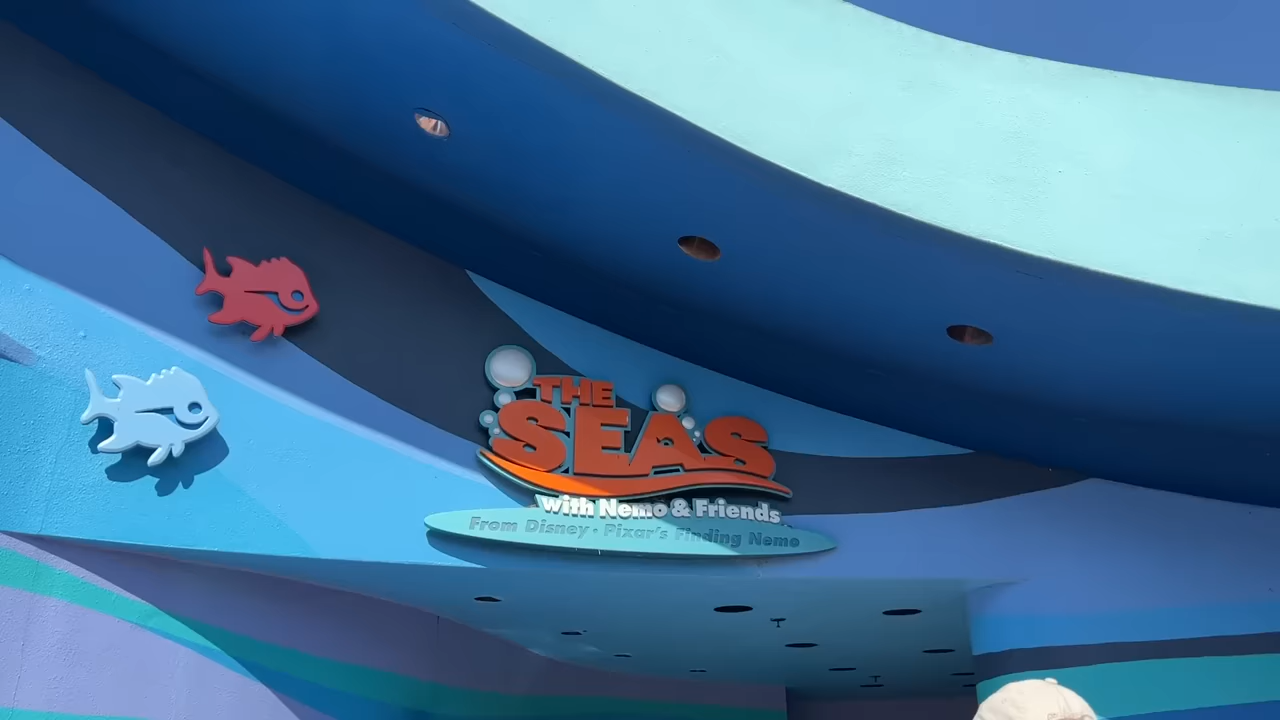 THE
SEAS
with Nemo & Friends
From Disney · Pixar's Finding Nemo